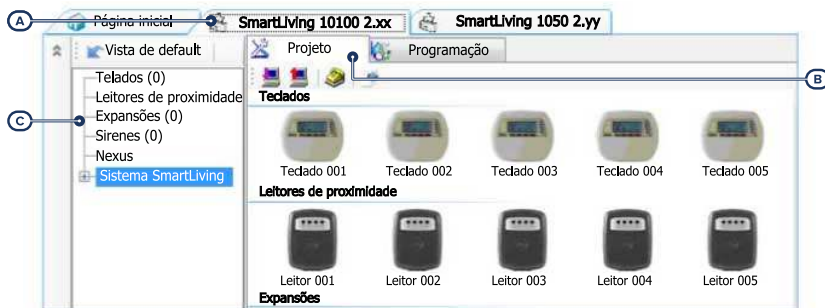 A
Página inicial
SmartLiving 10100 2.xx
SmartLiving 1050 2.yy
Vista de default
Projeto
Programação
B
Telados (0)
Leitores de proximidade
C
Expansões (0)
Sirenes (0)
Nexus
Sistema SmartLiving
Teclados
Teclado 001
Teclado 002
Teclado 003
Teclado 004
Teclado 005
Leitores de proximidade
Leitor 001
Leitor 002
Leitor 003
Leitor 004
Leitor 005
Expansões